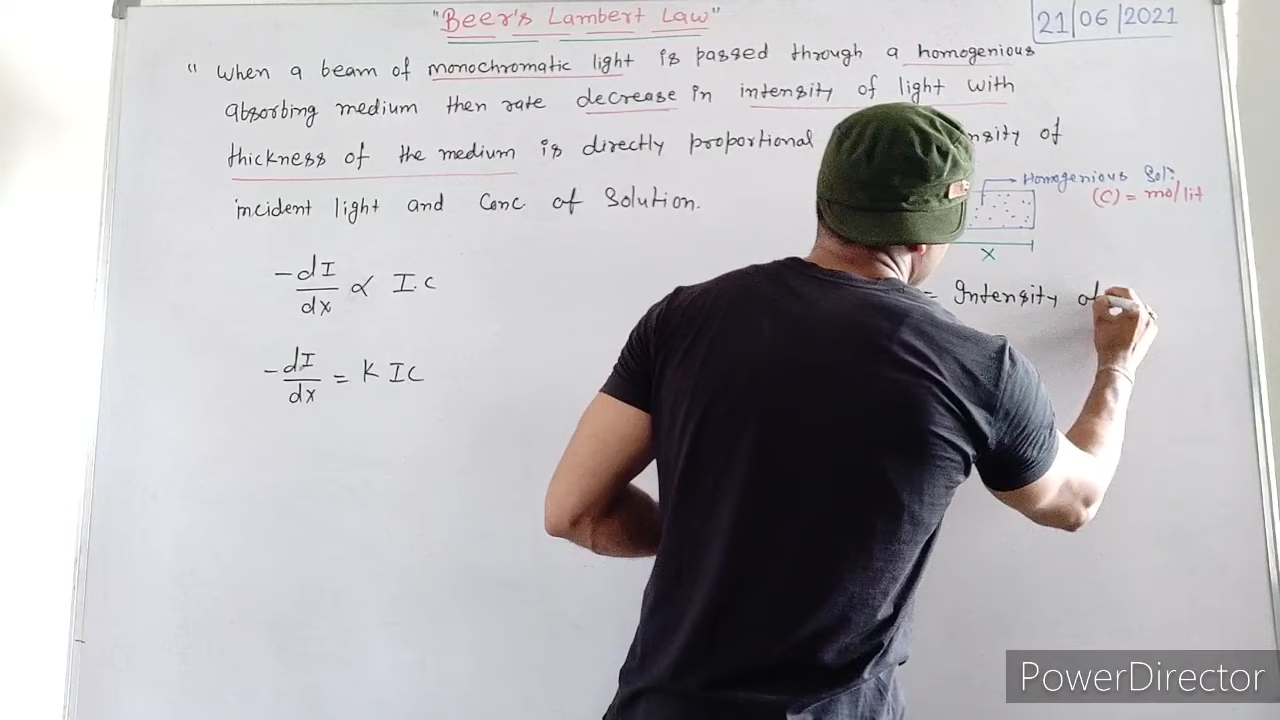 "Beer's Lambert Law"
21/06/2021
" When a beam of monochromatic light is passed through a homogenious
absorbing medium then rate decrease in intensity of light with
thickness of the medium is directly proportional nsity of
incident light and Conc of Solution.
Homogenious Sol:
(C) = mo/lit
x
-dI/dx ∝ I.C
= Intensity of
-dI/dx = K IC
PowerDirector